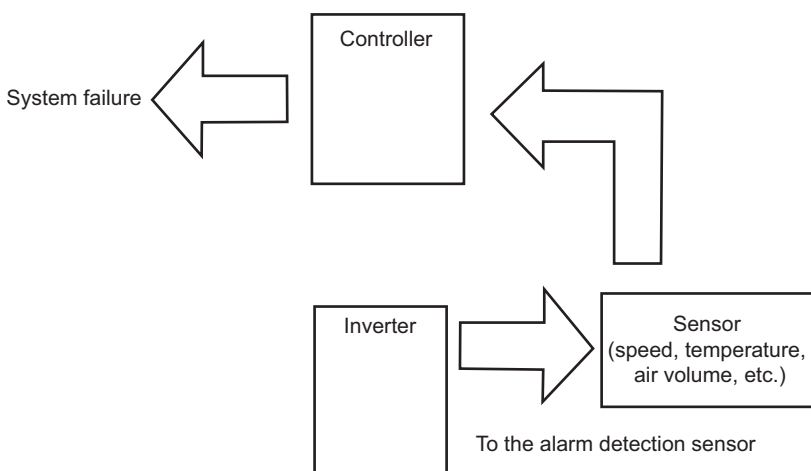 Controller
System failure
Inverter
Sensor
(speed, temperature,
air volume, etc.)
To the alarm detection sensor